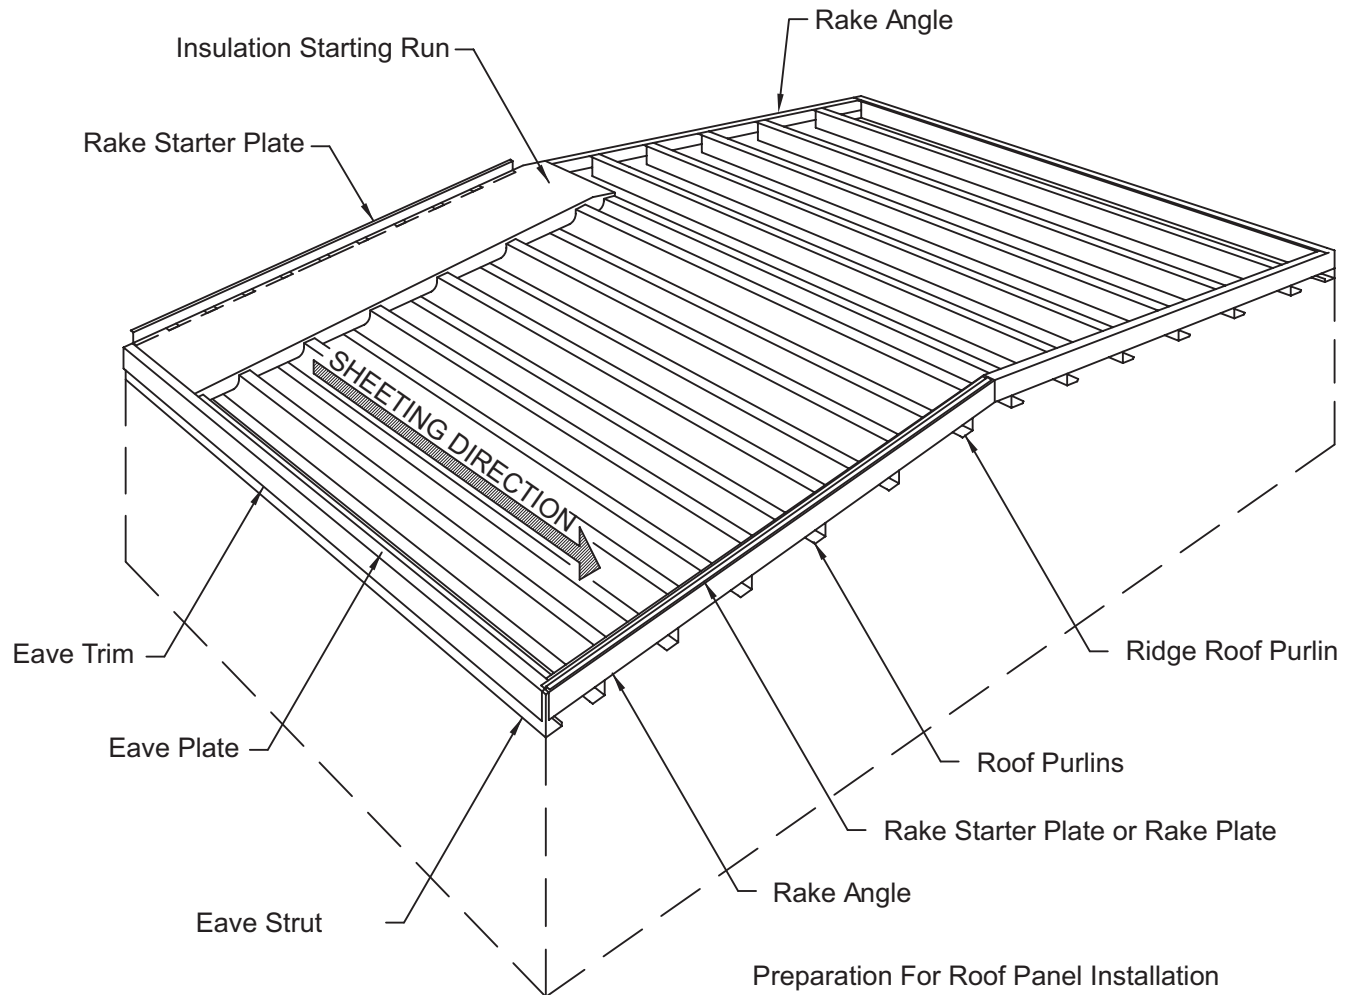 Rake Angle
Insulation Starting Run
Rake Starter Plate
SHEETING DIRECTION
Eave Trim
Ridge Roof Purlin
Eave Plate
Roof Purlins
Rake Starter Plate or Rake Plate
Rake Angle
Eave Strut
Preparation For Roof Panel Installation